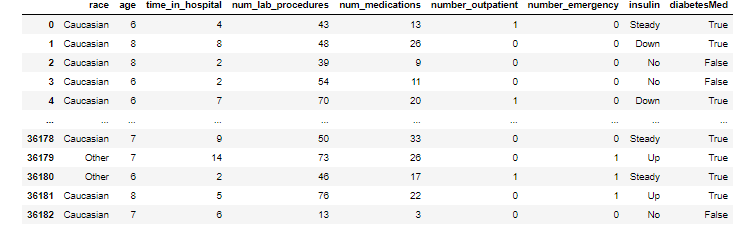 race age time_in_hospital num_lab_procedures num_medications number_outpatient number_emergency insulin diabetesMed
0 Caucasian 6 4 43 13 1 0 Steady True
1 Caucasian 8 8 48 26 0 0 Down True
2 Caucasian 8 2 39 9 0 0 No False
3 Caucasian 6 2 54 11 0 0 No False
4 Caucasian 6 7 70 20 1 0 Down True
... ... ... ... ... ... ... ... ... ...
36178 Caucasian 7 9 50 33 0 0 Steady True
36179 Other 7 14 73 26 0 1 Up True
36180 Other 6 2 46 17 1 1 Steady True
36181 Caucasian 8 5 76 22 0 1 Up True
36182 Caucasian 7 6 13 3 0 0 No False